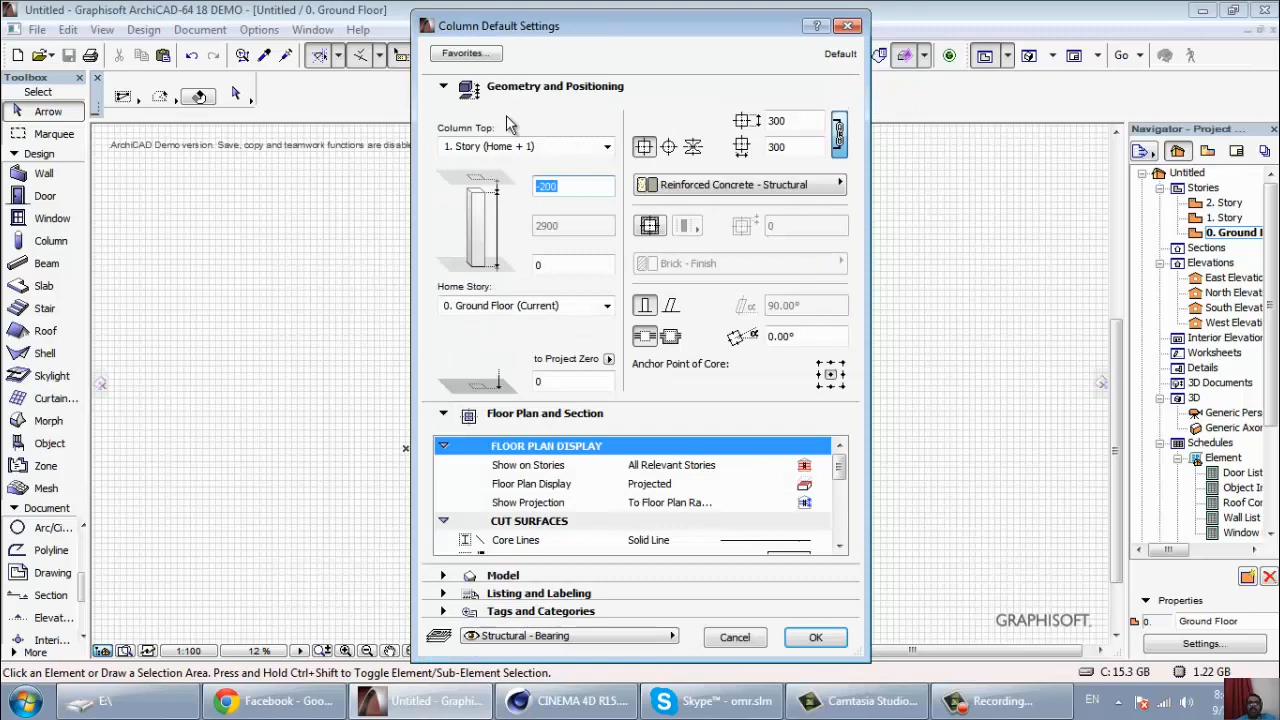 Untitled - Graphisoft ArchiCAD-64 18 DEMO - [Untitled / 0. Ground Floor]
File Edit View Design Document Options Window Help
Go
Toolbox
Select
Arrow
Marquee
Design
Wall
Door
Window
Column
Beam
Slab
Stair
Roof
Shell
Skylight
Curtain...
Morph
Object
Zone
Mesh
Document
Arc/Ci...
Polyline
Drawing
Section
Elevat...
Interi...
More
ArchiCAD Demo version. Save, copy and teamwork functions are disable
Column Default Settings
Favorites...
Default
Geometry and Positioning
Column Top:
1. Story (Home + 1)
-200
2900
0
Home Story:
0. Ground Floor (Current)
to Project Zero
0
300
300
Reinforced Concrete - Structural
0
Brick - Finish
90.00°
0.00°
Anchor Point of Core:
Floor Plan and Section
FLOOR PLAN DISPLAY
Show on Stories All Relevant Stories
Floor Plan Display Projected
Show Projection To Floor Plan Ra...
CUT SURFACES
Core Lines Solid Line
Model
Listing and Labeling
Tags and Categories
Structural - Bearing
Cancel
OK
Navigator - Project
Untitled
Stories
2. Story
1. Story
0. Ground F
Sections
Elevations
East Elevatio
North Elevat
South Elevat
West Elevati
Interior Elevation
Worksheets
Details
3D Documents
3D
Generic Pers
Generic Axon
Schedules
Element
Door List
Object In
Roof Con
Wall List
Window
Properties
0. Ground Floor
Settings...
GRAPHISOFT.
1:100
12 %
Click an Element or Draw a Selection Area. Press and Hold Ctrl+Shift to Toggle Element/Sub-Element Selection.
C: 15.3 GB
1.22 GB
E:\
Facebook - Goo...
Untitled - Graphi...
CINEMA 4D R15....
Skype™ - omr.slm
Camtasia Studio...
Recording...
EN